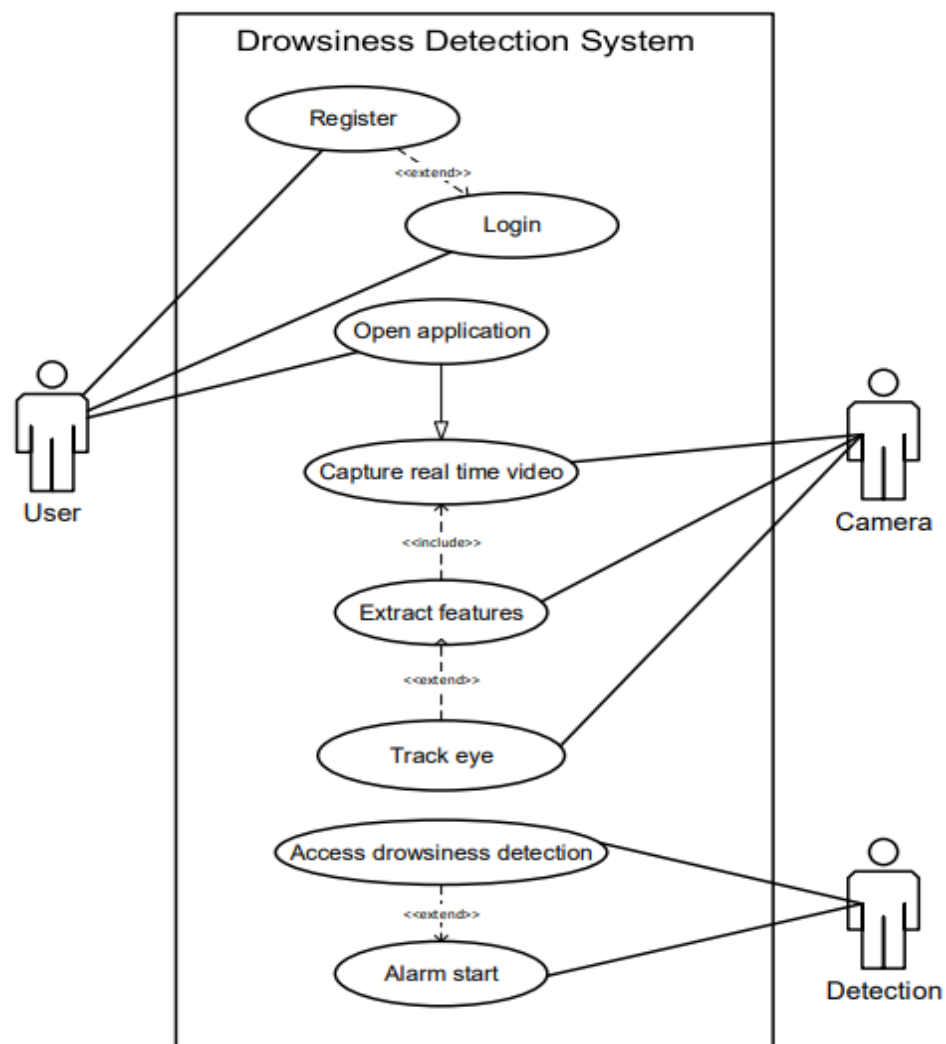 Drowsiness Detection System
Register
<<extend>>
Login
Open application
Capture real time video
User
Camera
<<include>>
Extract features
<<extend>>
Track eye
Access drowsiness detection
<<extend>>
Alarm start
Detection